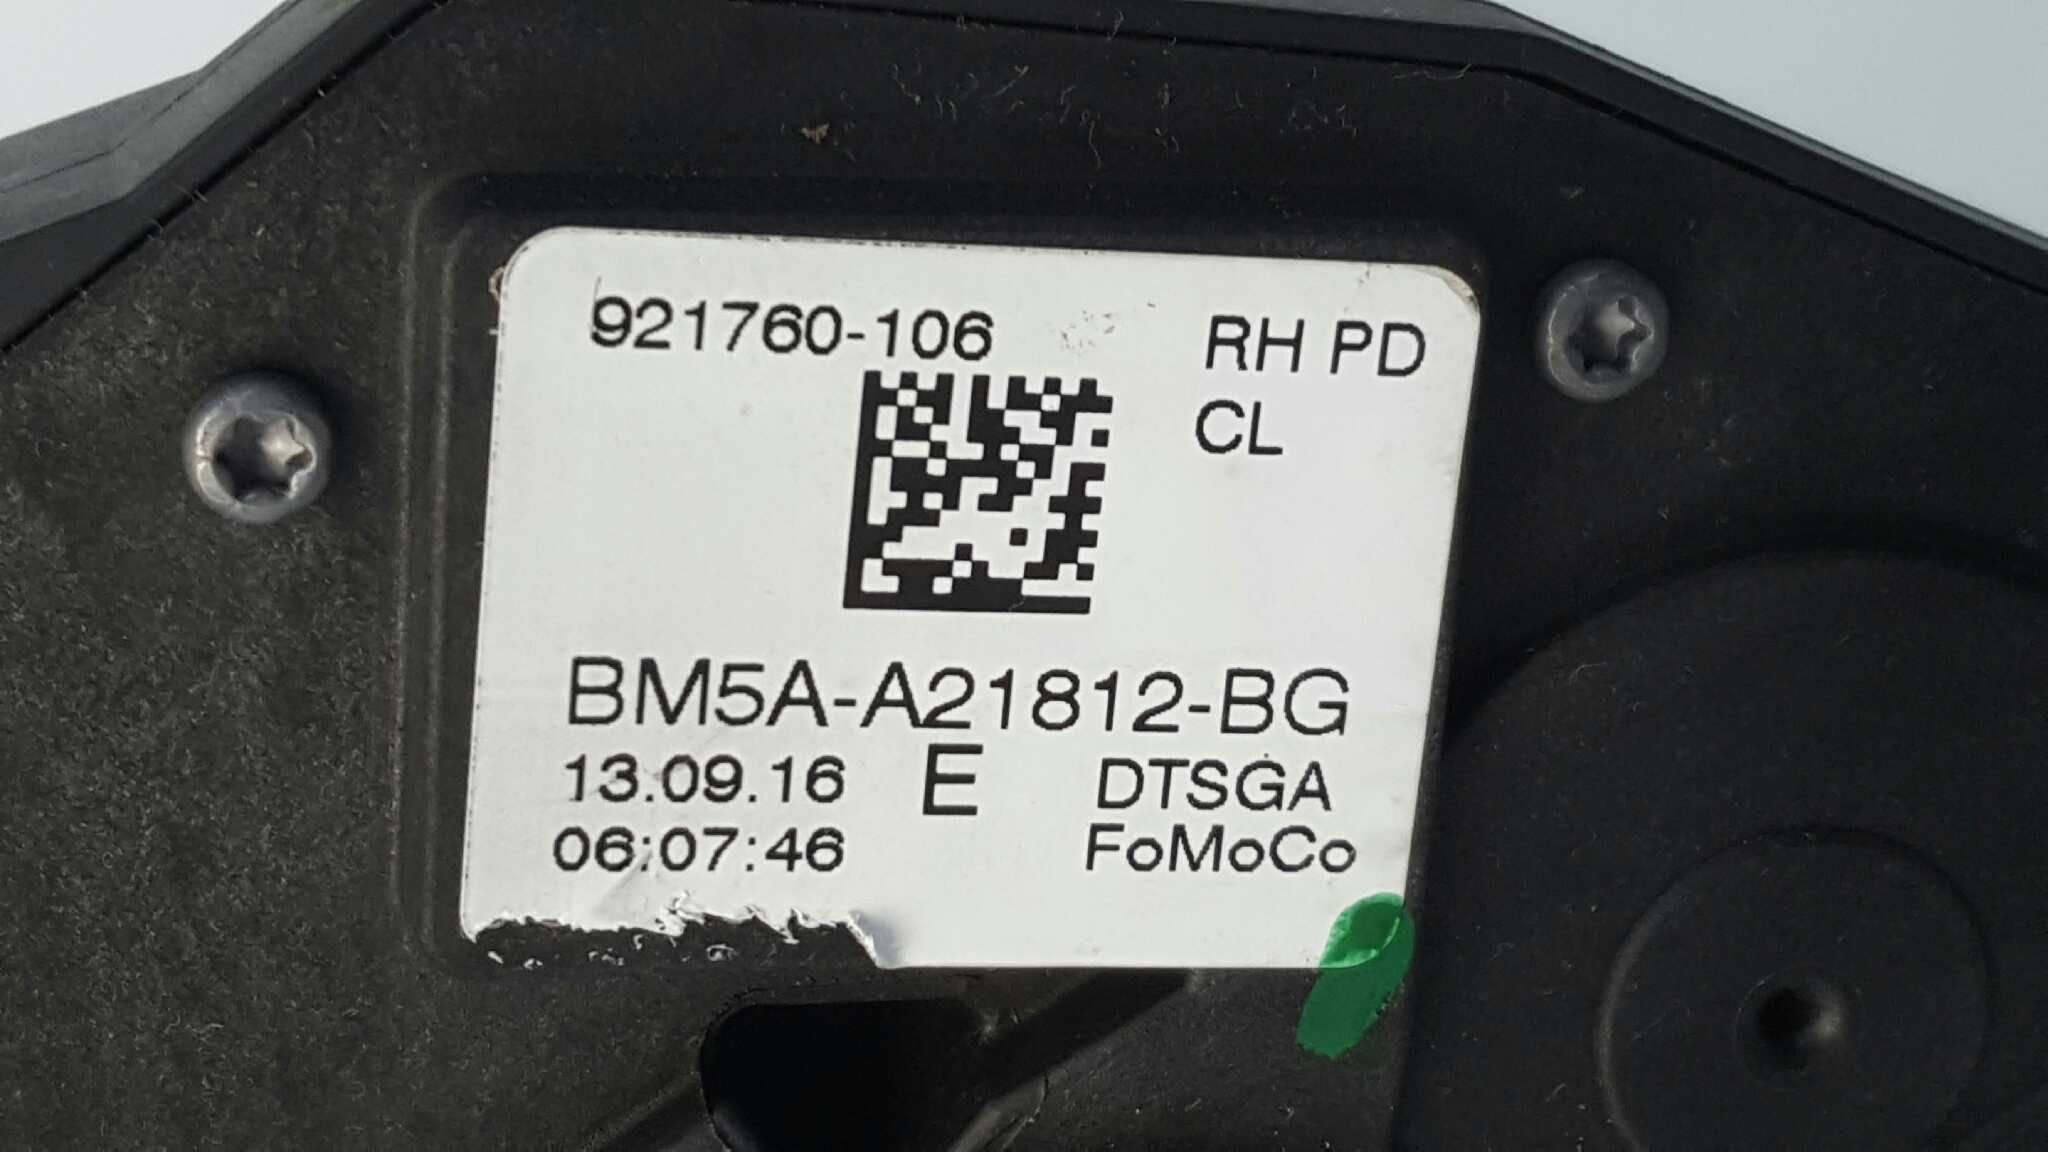 921760-106 RH PD
CL
BM5A-A21812-BG
13.09.16 E DTSGA
06:07:46 FoMoCo